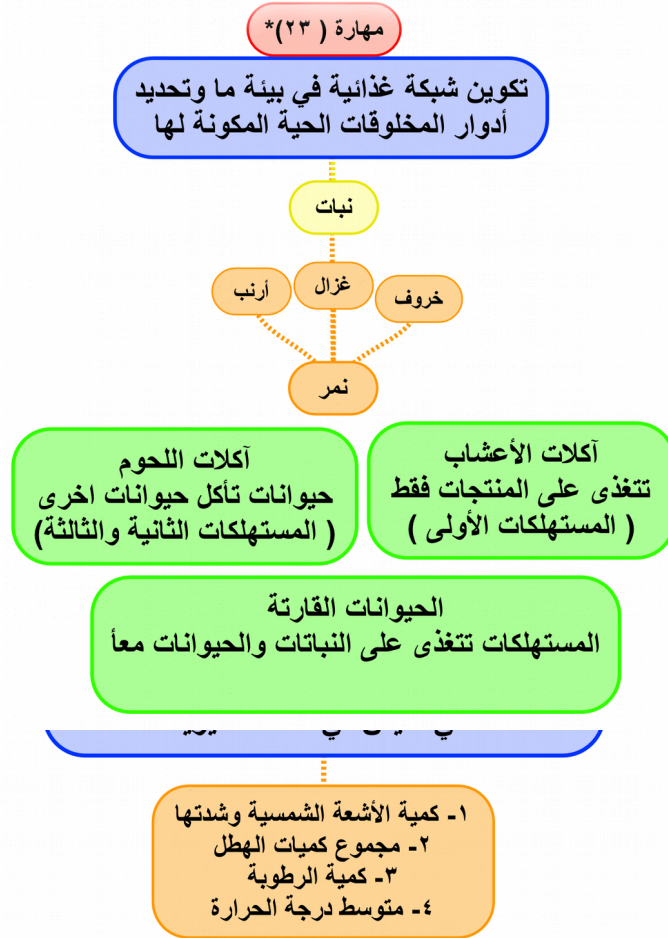 مهارة ( ٢٣)*
تكوين شبكة غذائية في بيئة ما وتحديد
أدوار المخلوقات الحية المكونة لها
نبات
خروف
غزال
أرنب
نمر
آكلات الأعشاب
تتغذى على المنتجات فقط
( المستهلكات الأولى )
آكلات اللحوم
حيوانات تأكل حيوانات اخرى
( المستهلكات الثانية والثالثة)
الحيوانات القارتة
المستهلكات تتغذى على النباتات والحيوانات معأ
١- كمية الأشعة الشمسية وشدتها
٢- مجموع كميات الهطل
٣- كمية الرطوبة
٤- متوسط درجة الحرارة